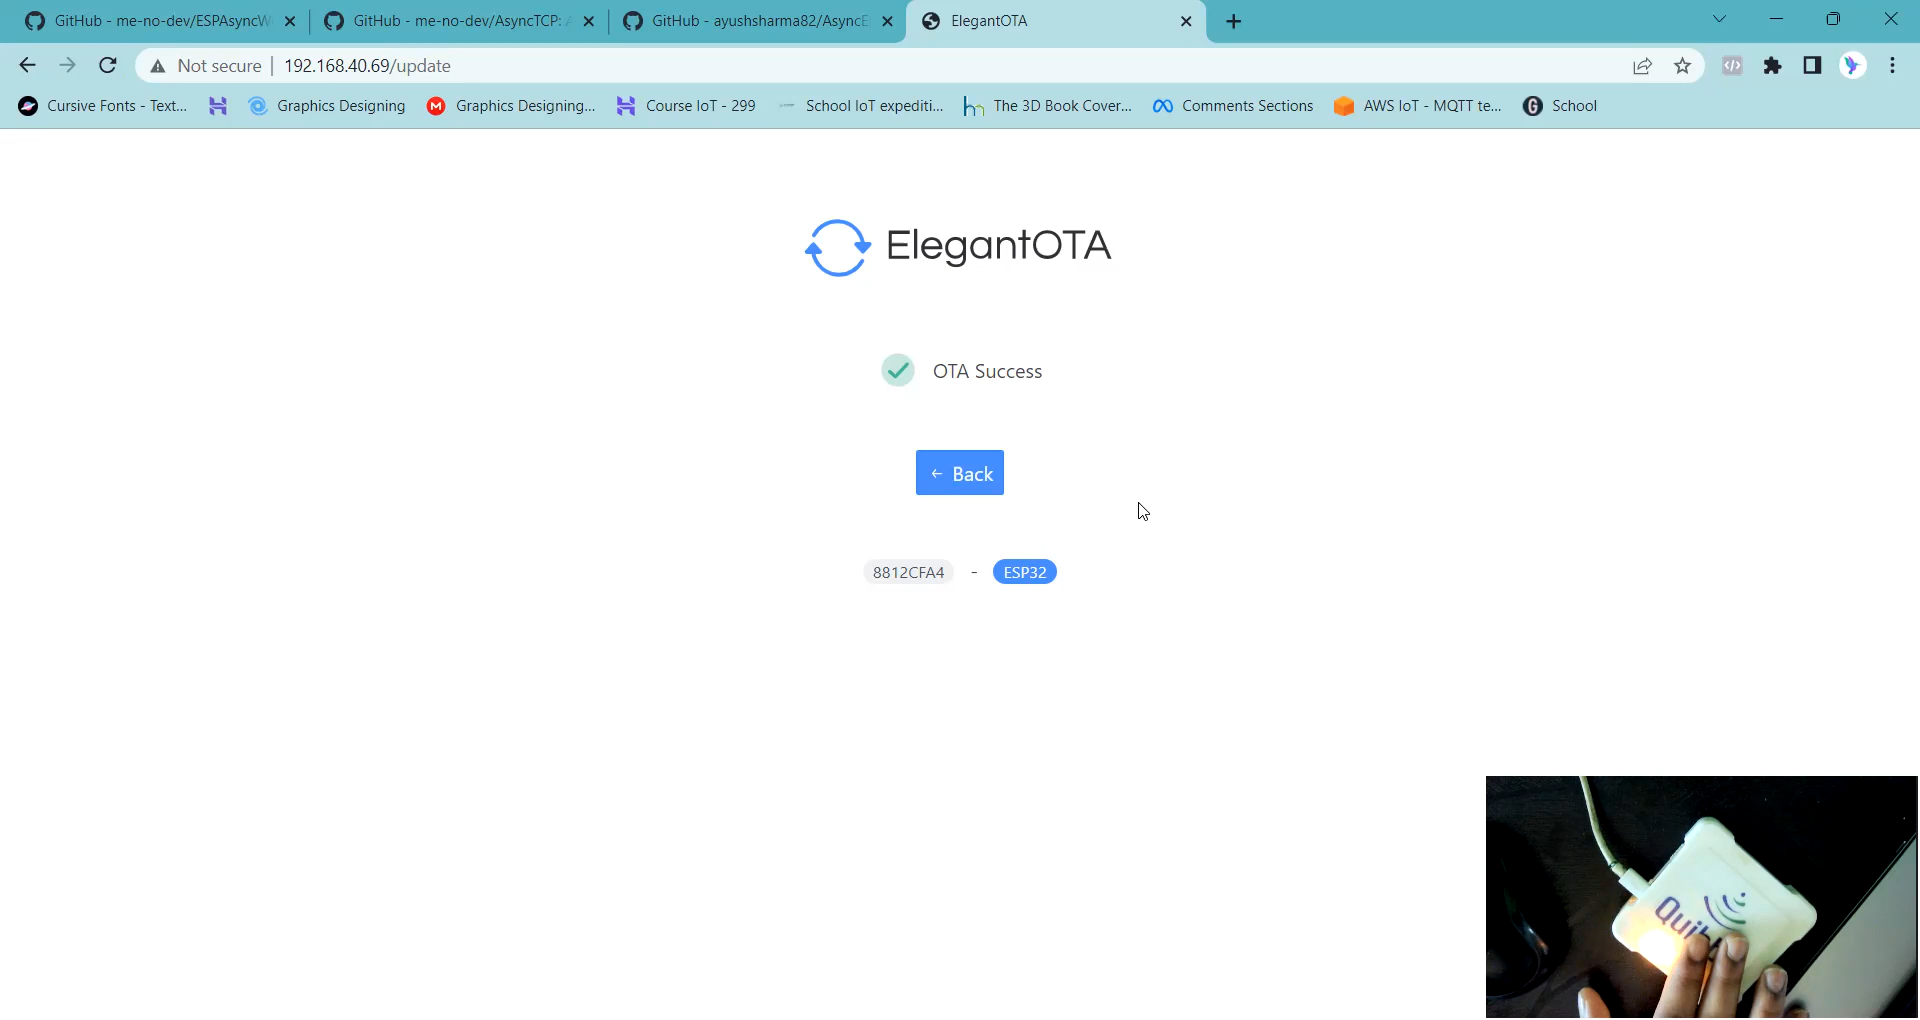 GitHub - me-no-dev/ESPAsyncW
GitHub - me-no-dev/AsyncTCP: A
GitHub - ayushsharma82/AsyncE
ElegantOTA
Not secure
192.168.40.69/update
Cursive Fonts - Text...
Graphics Designing
Graphics Designing...
Course IoT - 299
School IoT expediti...
The 3D Book Cover...
Comments Sections
AWS IoT - MQTT te...
School
ElegantOTA
OTA Success
← Back
8812CFA4 - ESP32